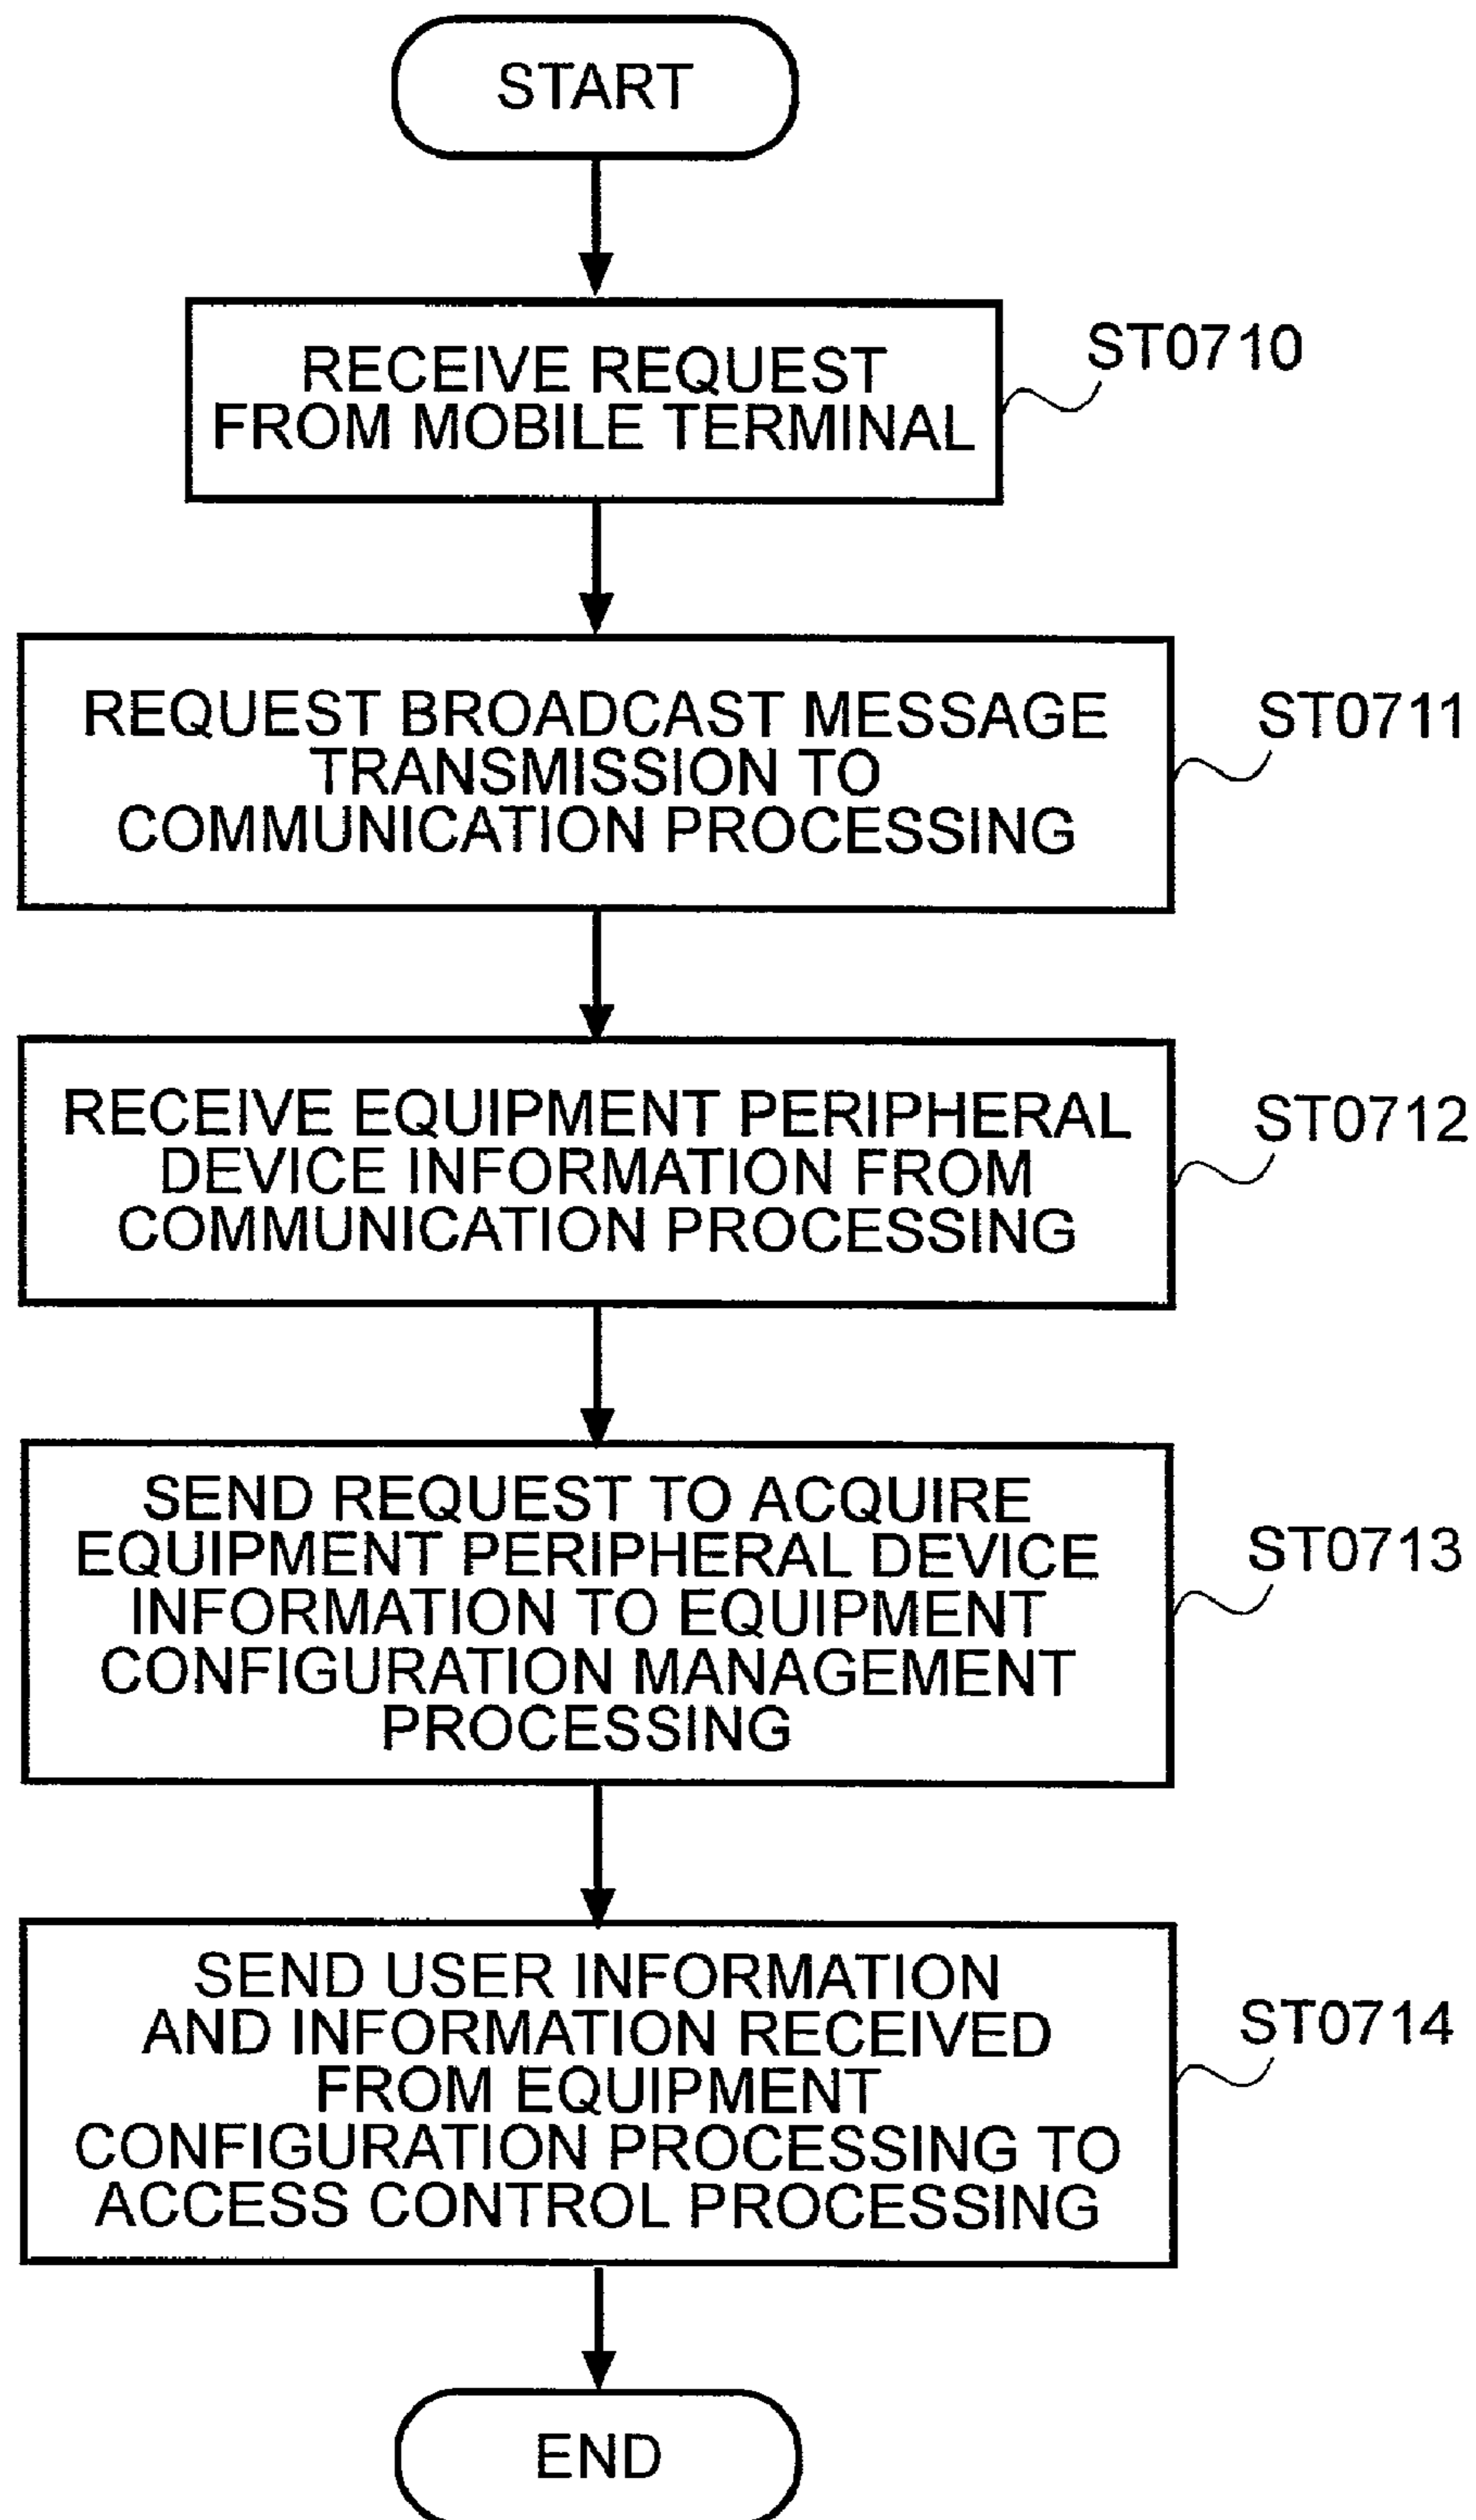 START
RECEIVE REQUEST
FROM MOBILE TERMINAL
ST0710
REQUEST BROADCAST MESSAGE
TRANSMISSION TO
COMMUNICATION PROCESSING
ST0711
RECEIVE EQUIPMENT PERIPHERAL
DEVICE INFORMATION FROM
COMMUNICATION PROCESSING
ST0712
SEND REQUEST TO ACQUIRE
EQUIPMENT PERIPHERAL DEVICE
INFORMATION TO EQUIPMENT
CONFIGURATION MANAGEMENT
PROCESSING
ST0713
SEND USER INFORMATION
AND INFORMATION RECEIVED
FROM EQUIPMENT
CONFIGURATION PROCESSING TO
ACCESS CONTROL PROCESSING
ST0714
END